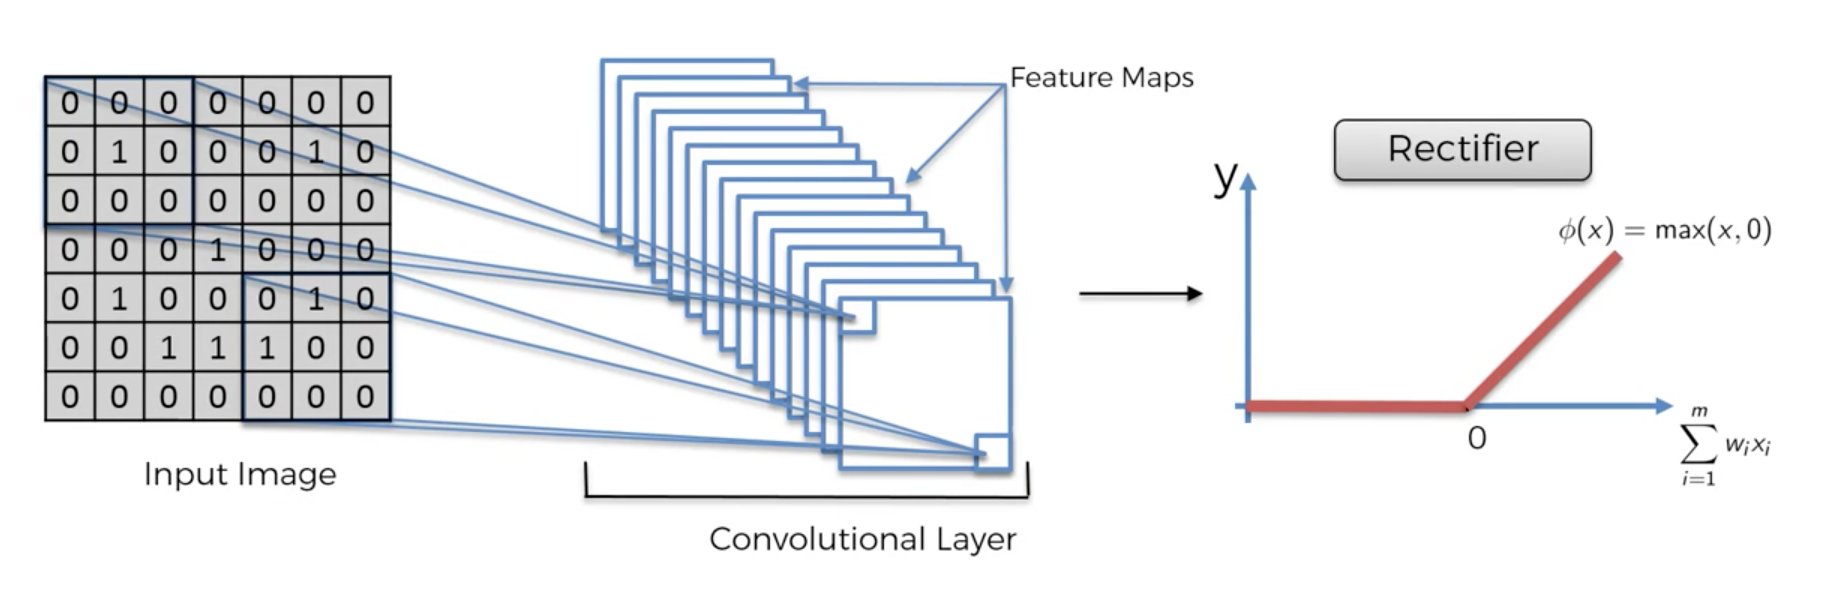 0 0 0 0 0 0 0
0 1 0 0 0 1 0
0 0 0 0 0 0 0
0 0 0 1 0 0 0
0 1 0 0 0 1 0
0 0 1 1 1 0 0
0 0 0 0 0 0 0
Input Image
Feature Maps
Convolutional Layer
Rectifier
y
ϕ(x) = max(x, 0)
0
m
∑ wᵢxᵢ
i=1